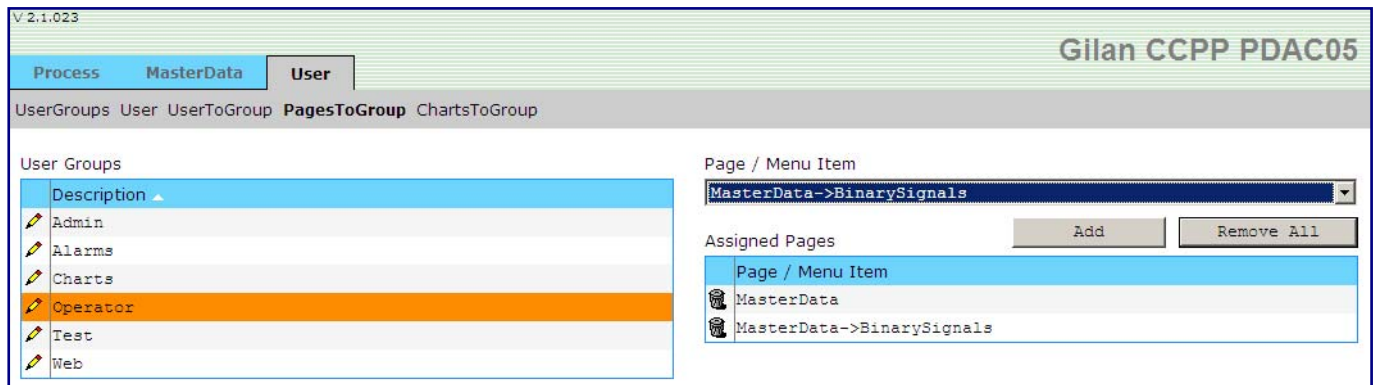 V 2.1.023
Gilan CCPP PDAC05
Process MasterData User
UserGroups User UserToGroup PagesToGroup ChartsToGroup
User Groups
Description
Admin
Alarms
Charts
Operator
Test
Web
Page / Menu Item
MasterData->BinarySignals
Add Remove All
Assigned Pages
Page / Menu Item
MasterData
MasterData->BinarySignals